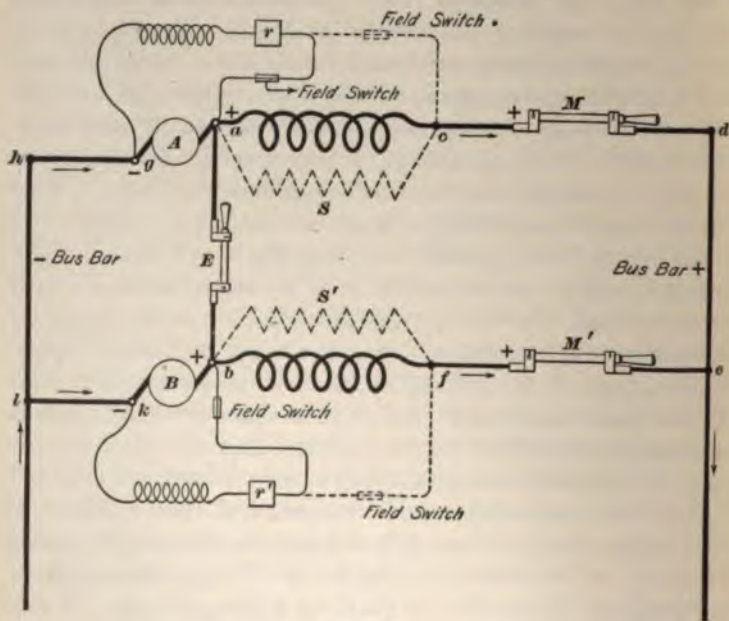 Field Switch.
r
Field Switch
+
a
c
+
M
d
h
-
g
A
S
- Bus Bar
E
Bus Bar +
S'
+
M'
+
B
b
f
e
l
-
k
Field Switch
r'
Field Switch